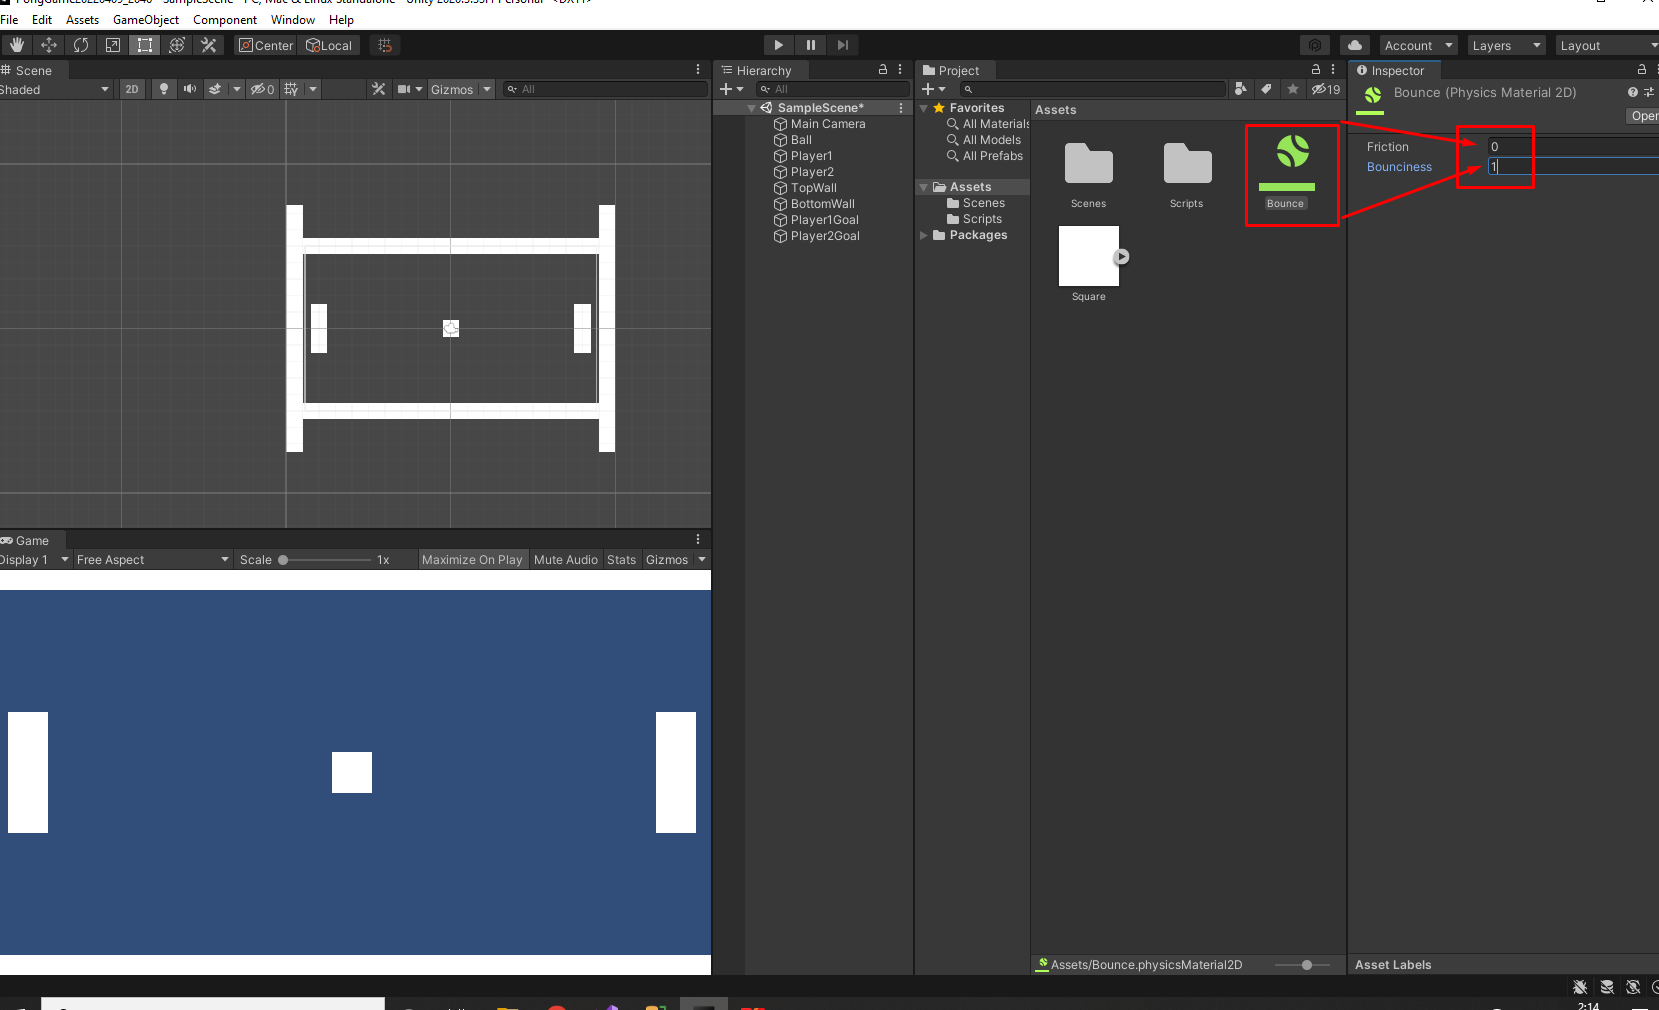 File Edit Assets GameObject Component Window Help
Center Local Account Layers Layout
Scene
Shaded 2D 0 Gizmos All
Hierarchy
All
SampleScene*
Main Camera
Ball
Player1
Player2
TopWall
BottomWall
Player1Goal
Player2Goal
Project
19
Favorites
All Materials
All Models
All Prefabs
Assets
Scenes
Scripts
Packages
Assets
Scenes Scripts Bounce
Square
Assets/Bounce.physicsMaterial2D
Inspector
Bounce (Physics Material 2D)
Open
Friction 0
Bounciness 1
Asset Labels
Game
Display 1 Free Aspect Scale 1x Maximize On Play Mute Audio Stats Gizmos
2:14